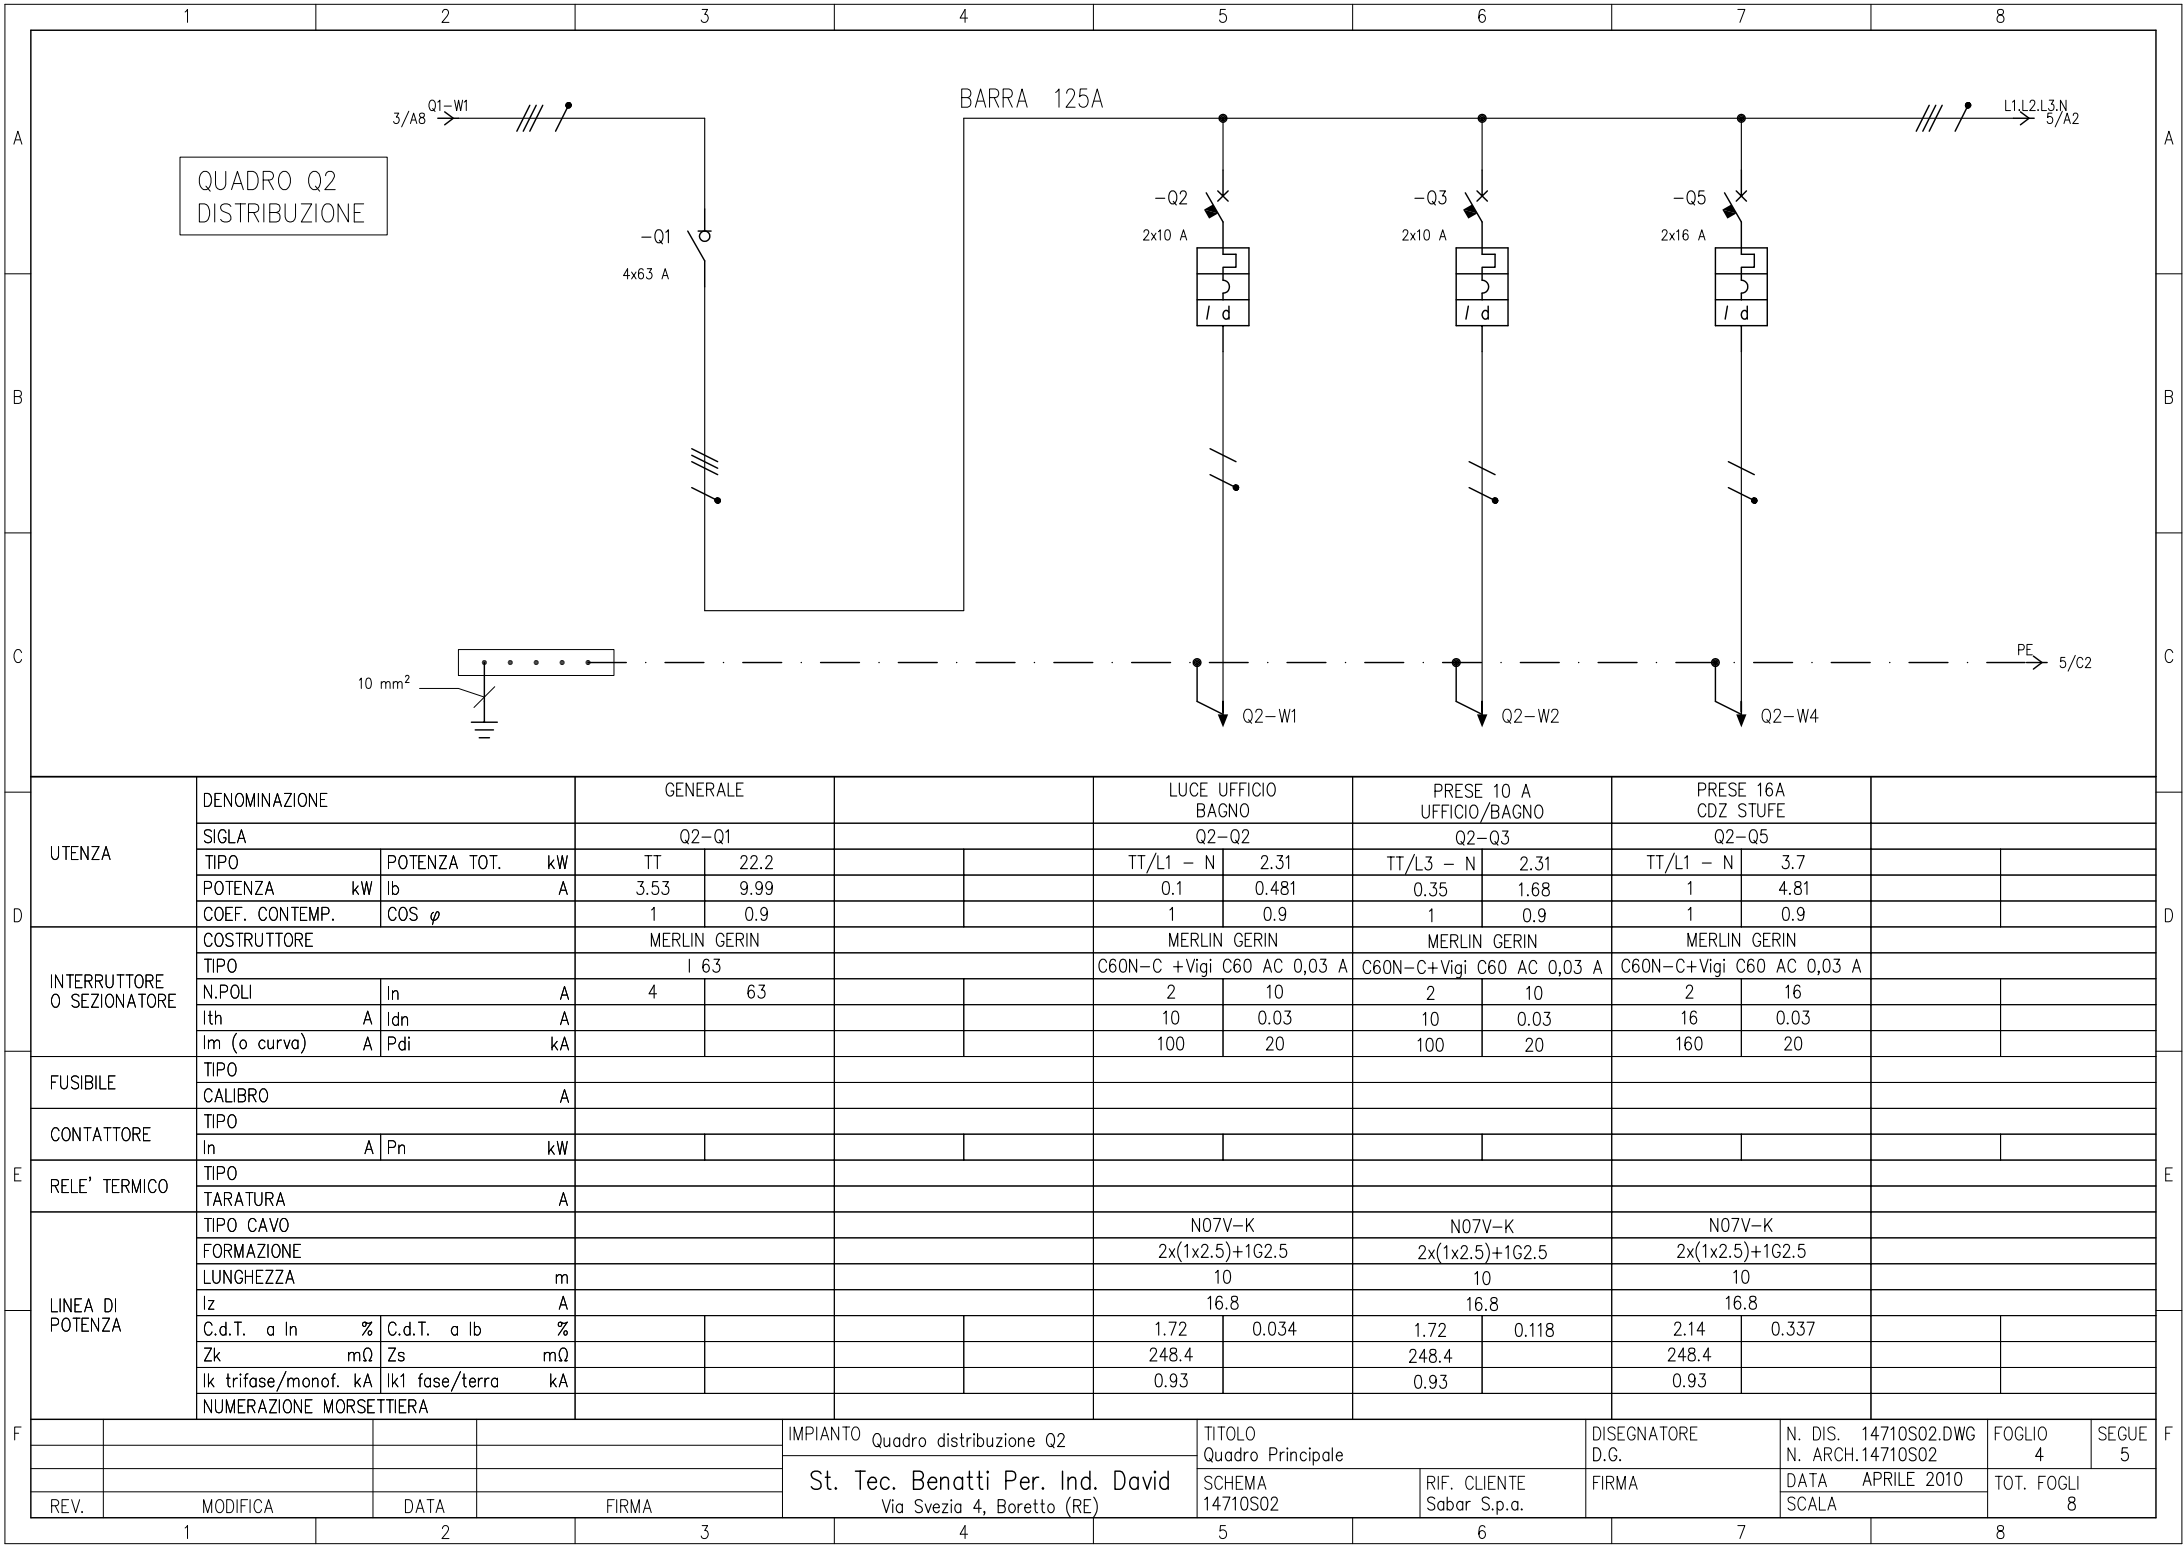 1 2 3 4 5 6 7 8
BARRA 125A
Q1-W1
3/A8
L1.L2.L3.N
5/A2
A A
QUADRO Q2
DISTRIBUZIONE
-Q1
4x63 A
-Q2
2x10 A
I d
-Q3
2x10 A
I d
-Q5
2x16 A
I d
B B
C C
PE
5/C2
10 mm²
Q2-W1 Q2-W2 Q2-W4
UTENZA
DENOMINAZIONE GENERALE LUCE UFFICIO BAGNO PRESE 10 A UFFICIO/BAGNO PRESE 16A CDZ STUFE
SIGLA Q2-Q1 Q2-Q2 Q2-Q3 Q2-Q5
TIPO POTENZA TOT. kW TT 22.2 TT/L1 - N 2.31 TT/L3 - N 2.31 TT/L1 - N 3.7
POTENZA kW Ib A 3.53 9.99 0.1 0.481 0.35 1.68 1 4.81
COEF. CONTEMP. COS φ 1 0.9 1 0.9 1 0.9 1 0.9
D D
INTERRUTTORE
O SEZIONATORE
COSTRUTTORE MERLIN GERIN MERLIN GERIN MERLIN GERIN MERLIN GERIN
TIPO I 63 C60N-C +Vigi C60 AC 0,03 A C60N-C+Vigi C60 AC 0,03 A C60N-C+Vigi C60 AC 0,03 A
N.POLI In A 4 63 2 10 2 10 2 16
Ith A Idn A 10 0.03 10 0.03 16 0.03
Im (o curva) A Pdi kA 100 20 100 20 160 20
FUSIBILE
TIPO
CALIBRO A
CONTATTORE
TIPO
In A Pn kW
E E
RELE' TERMICO
TIPO
TARATURA A
LINEA DI
POTENZA
TIPO CAVO N07V-K N07V-K N07V-K
FORMAZIONE 2x(1x2.5)+1G2.5 2x(1x2.5)+1G2.5 2x(1x2.5)+1G2.5
LUNGHEZZA m 10 10 10
Iz A 16.8 16.8 16.8
C.d.T. a In % C.d.T. a Ib % 1.72 0.034 1.72 0.118 2.14 0.337
Zk mΩ Zs mΩ 248.4 248.4 248.4
Ik trifase/monof. kA Ik1 fase/terra kA 0.93 0.93 0.93
NUMERAZIONE MORSETTIERA
F F
REV. MODIFICA DATA FIRMA
IMPIANTO Quadro distribuzione Q2
St. Tec. Benatti Per. Ind. David
Via Svezia 4, Boretto (RE)
TITOLO
Quadro Principale
SCHEMA
14710S02
RIF. CLIENTE
Sabar S.p.a.
DISEGNATORE
D.G.
FIRMA
N. DIS. 14710S02.DWG
N. ARCH.14710S02
DATA APRILE 2010
SCALA
FOGLIO
4
SEGUE
5
TOT. FOGLI
8
1 2 3 4 5 6 7 8